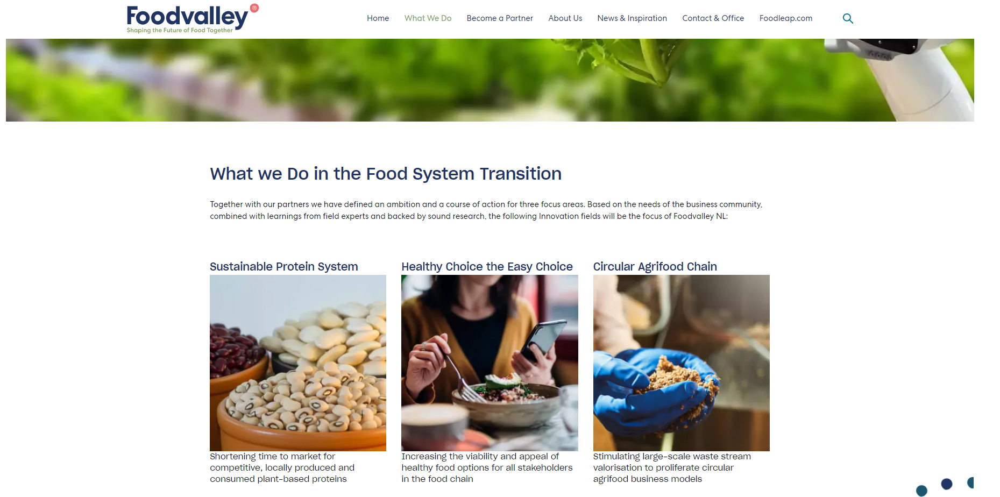 Foodvalley®
Shaping the Future of Food Together
Home What We Do Become a Partner About Us News & Inspiration Contact & Office Foodleap.com
What we Do in the Food System Transition
Together with our partners we have defined an ambition and a course of action for three focus areas. Based on the needs of the business community,
combined with learnings from field experts and backed by sound research, the following Innovation fields will be the focus of Foodvalley NL:
Sustainable Protein System
Shortening time to market for
competitive, locally produced and
consumed plant-based proteins
Healthy Choice the Easy Choice
Increasing the viability and appeal of
healthy food options for all stakeholders
in the food chain
Circular Agrifood Chain
Stimulating large-scale waste stream
valorisation to proliferate circular
agrifood business models